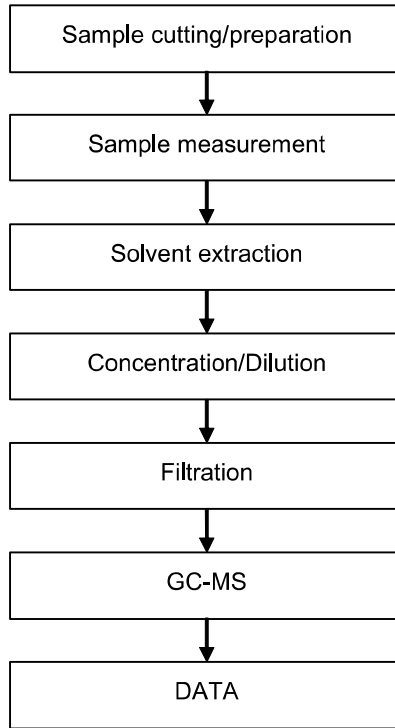 Sample cutting/preparation
Sample measurement
Solvent extraction
Concentration/Dilution
Filtration
GC-MS
DATA